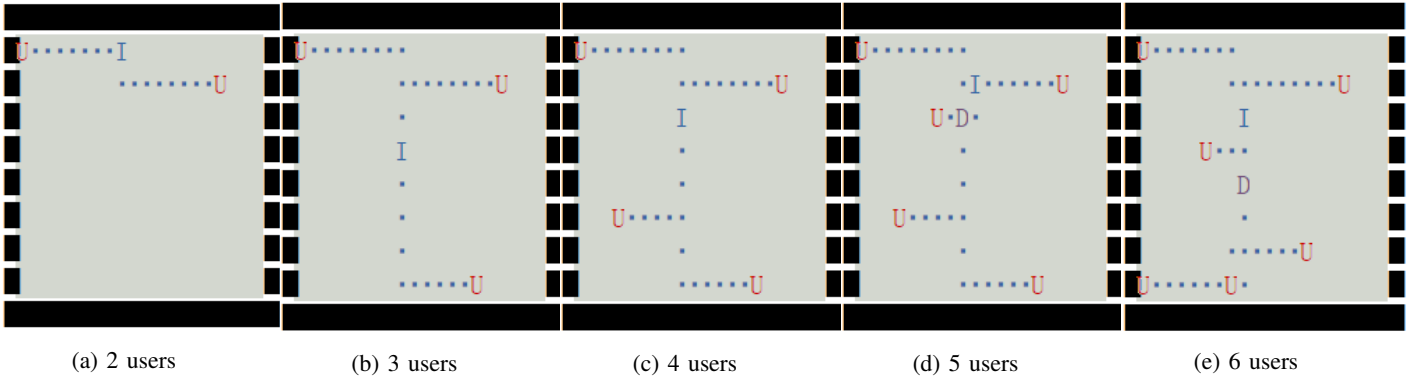 U I
U
(a) 2 users
U
U
I
U
(b) 3 users
U
U
I
U
U
(c) 4 users
U
I U
U D
U
U
(d) 5 users
U
U
I
U
D
U
U U
(e) 6 users